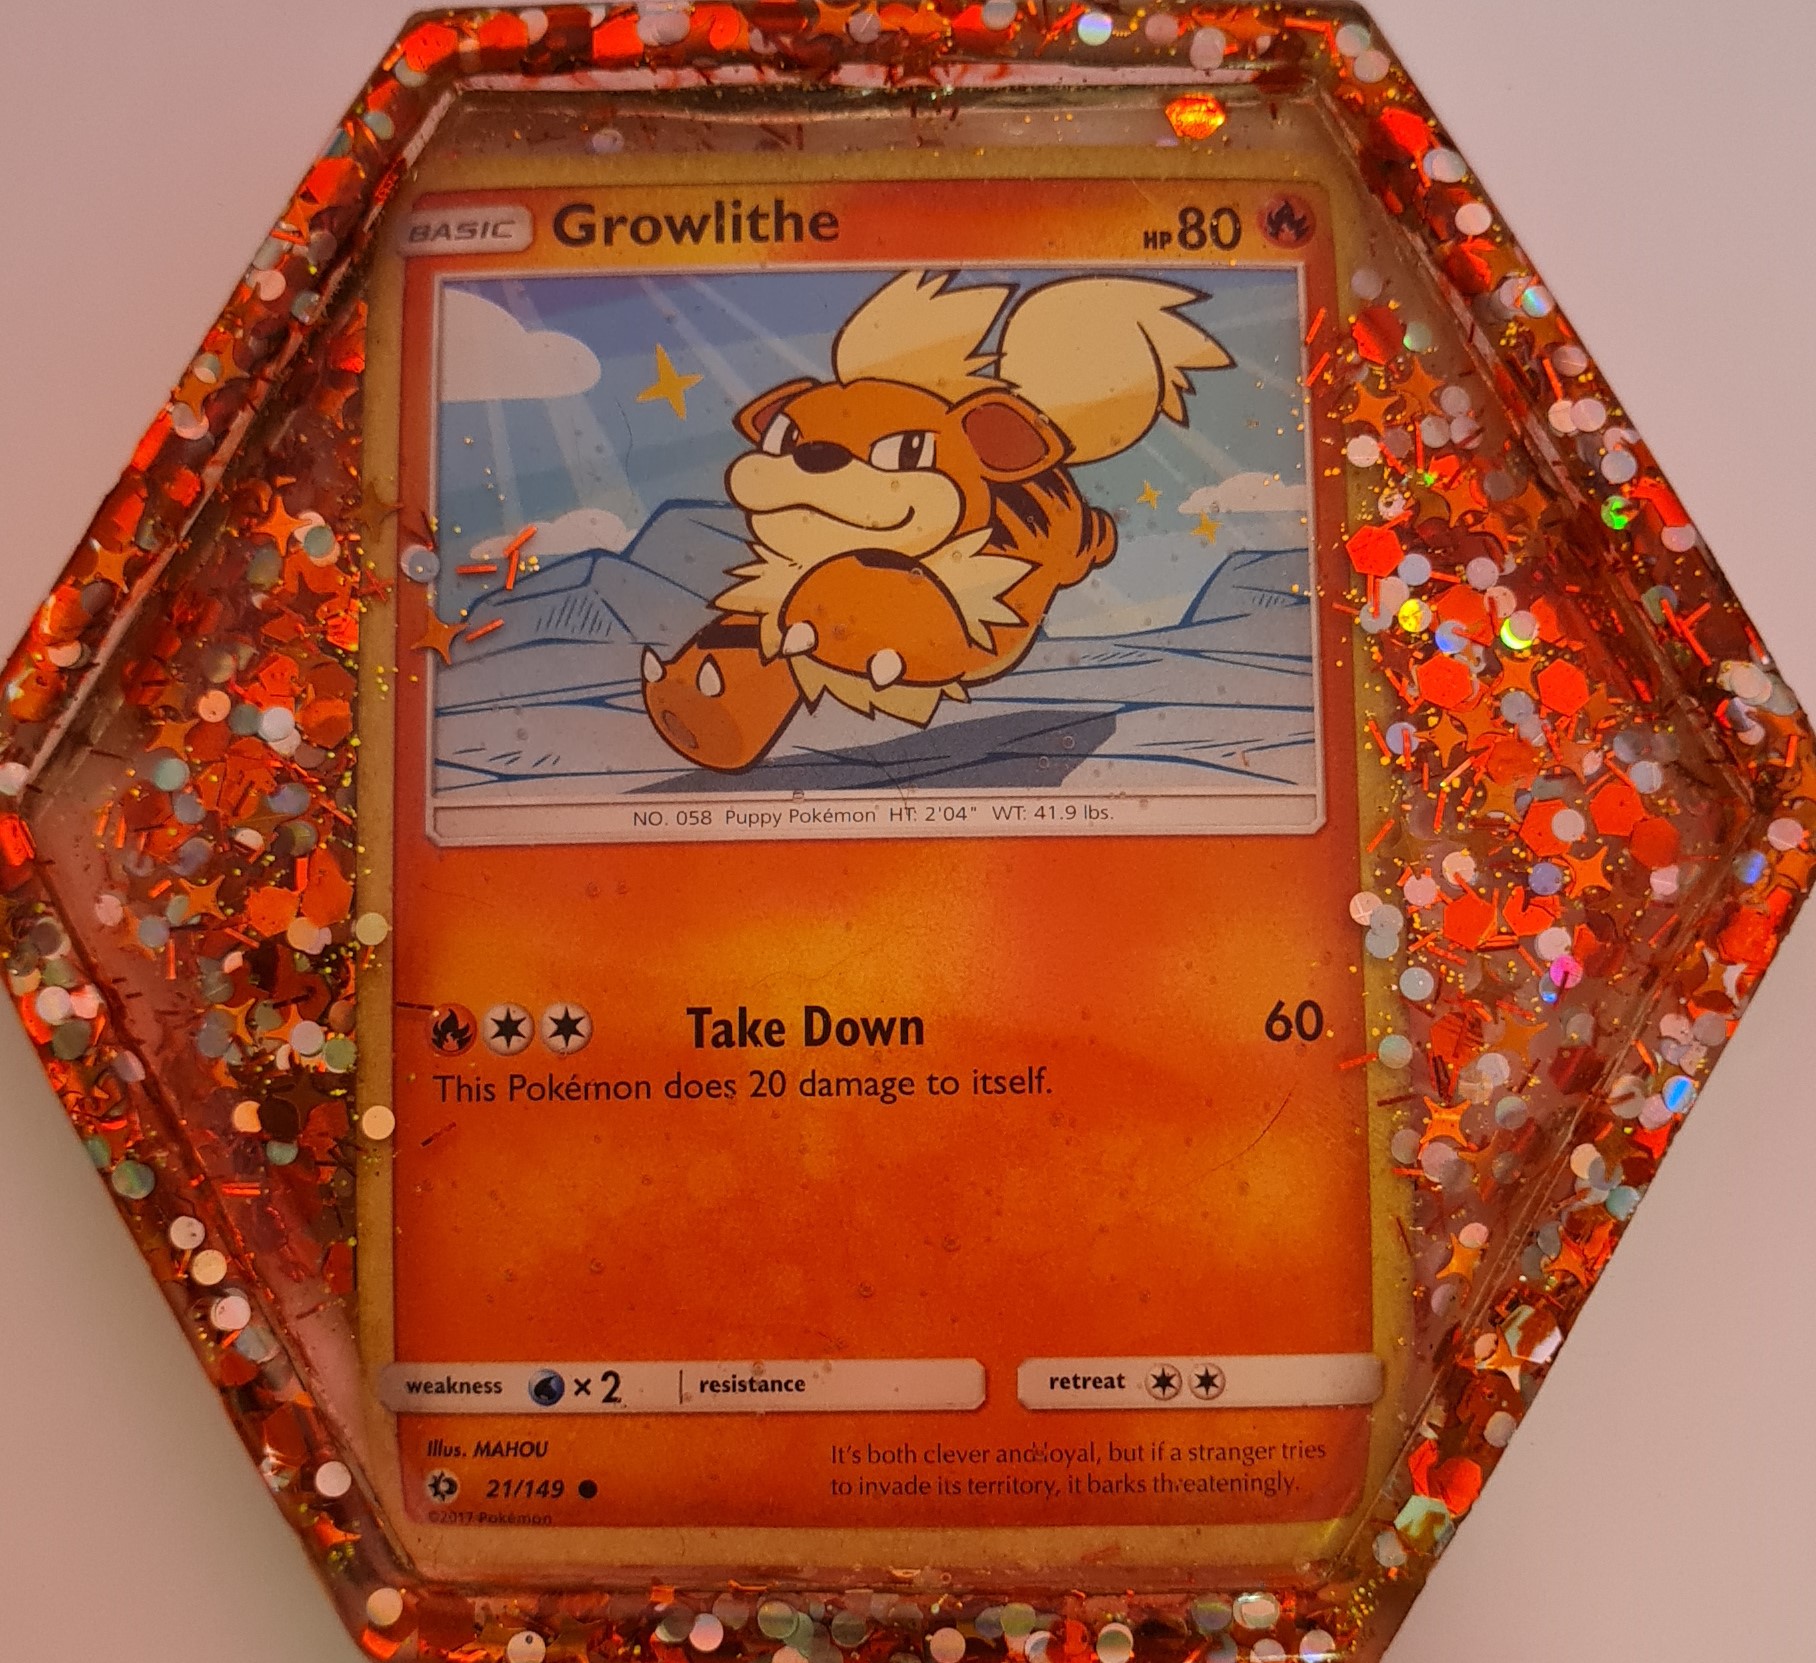 BASIC Growlithe HP 80
NO. 058 Puppy Pokémon HT: 2'04" WT: 41.9 lbs.
Take Down 60
This Pokémon does 20 damage to itself.
weakness × 2 resistance retreat
Illus. MAHOU
21/149
©2017 Pokémon
It's both clever and loyal, but if a stranger tries
to invade its territory, it barks threateningly.